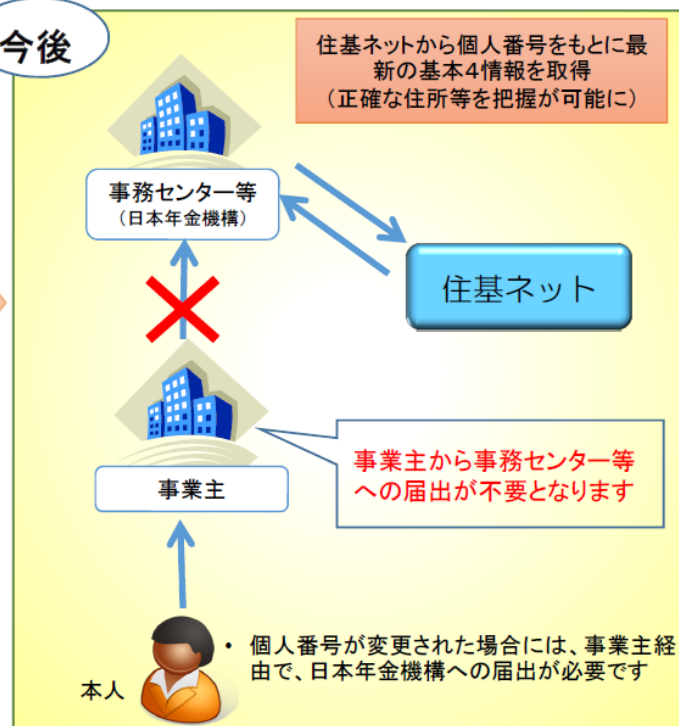 今後
住基ネットから個人番号をもとに最
新の基本４情報を取得
（正確な住所等を把握が可能に）
事務センター等
（日本年金機構）
住基ネット
事業主から事務センター等
への届出が不要となります
事業主
・ 個人番号が変更された場合には、事業主経
由で、日本年金機構への届出が必要です
本人